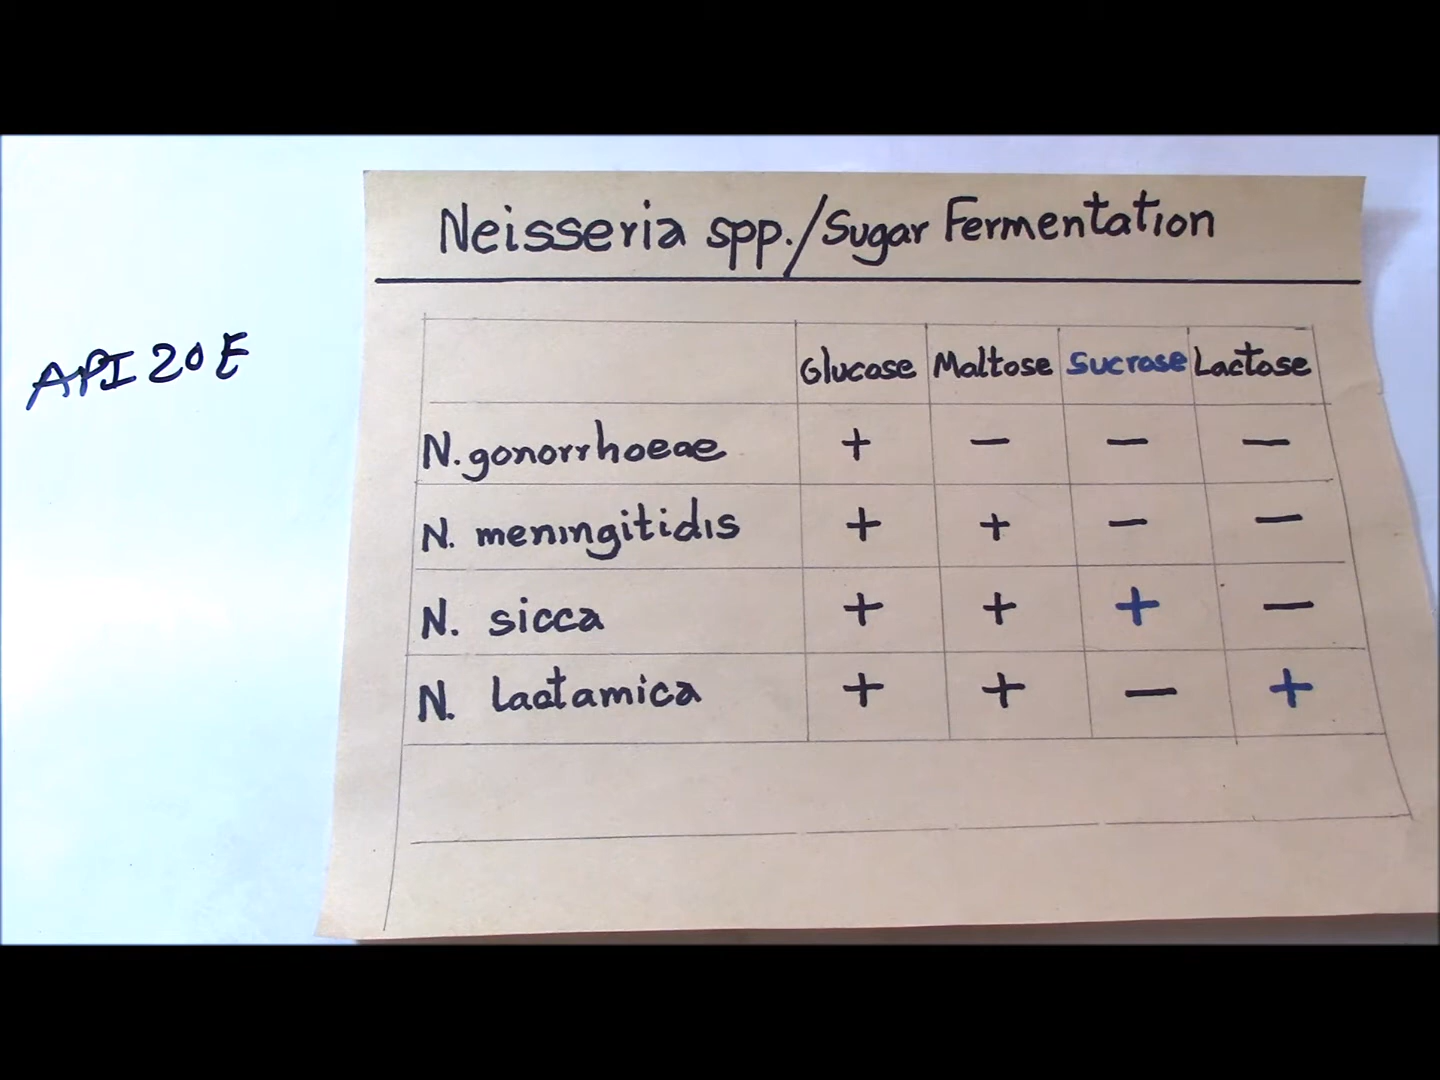 Neisseria spp./Sugar Fermentation
API 20 E
Glucose Maltose Sucrose Lactose
N. gonorrhoeae + — — —
N. meningitidis + + — —
N. sicca + + + —
N. lactamica + + — +